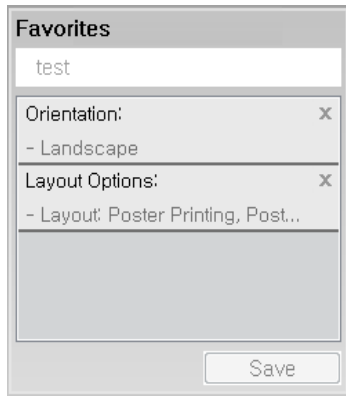 Favorites
test
Orientation: x
- Landscape
Layout Options: x
- Layout: Poster Printing, Post...
Save